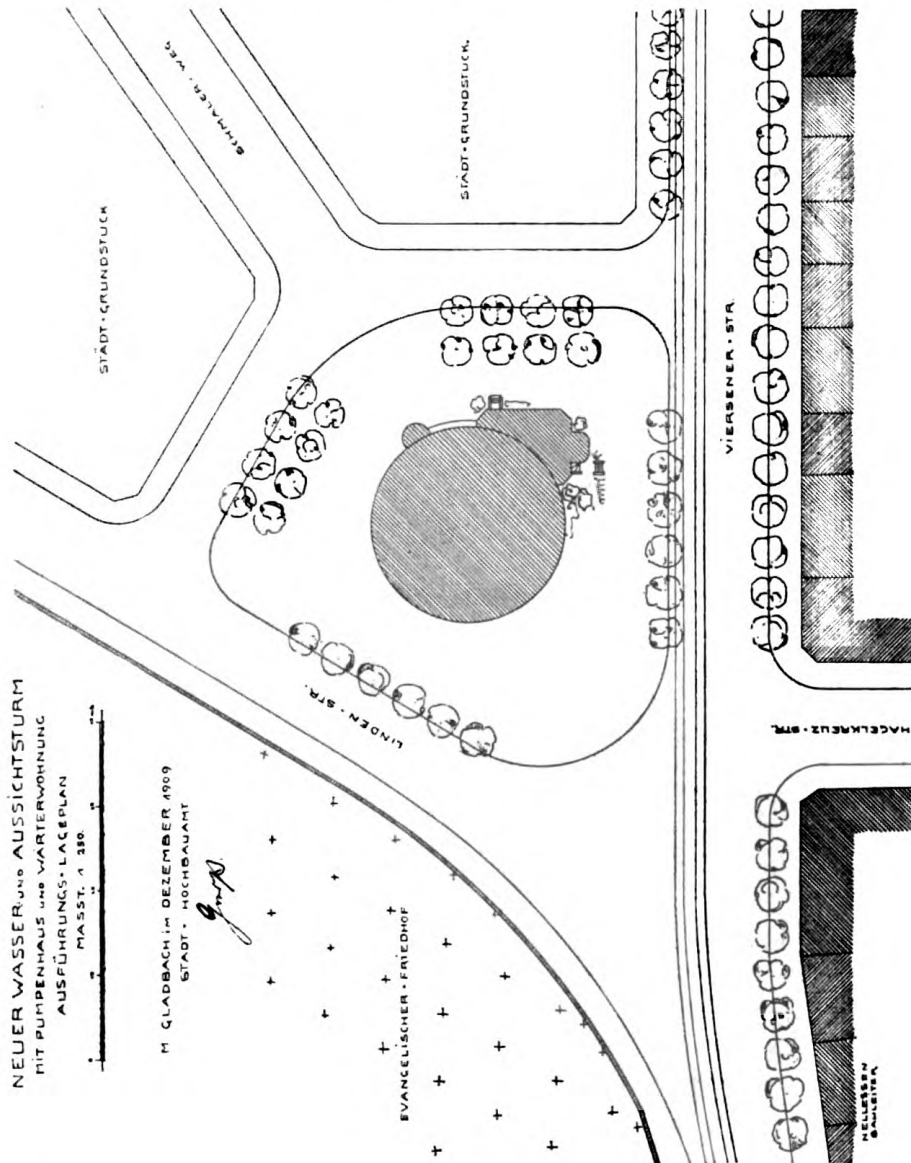 NEUER WASSER- UND AUSSICHTSTURM
MIT PUMPENHAUS UND WÄRTERWOHNUNG
AUSFÜHRUNGS·LAGEPLAN
MASST. 1 250.
M GLADBACH IM DEZEMBER 1909
STÄDT· HOCHBAUAMT
STÄDT·GRUNDSTÜCK
SCHMALER·WEG
STÄDT·GRUNDSTÜCK.
LINDEN·STR.
VIERSENER·STR.
HAGELKREUZ·STR.
EVANGELISCHER·FRIEDHOF
NELLESSEN
BAULEITER